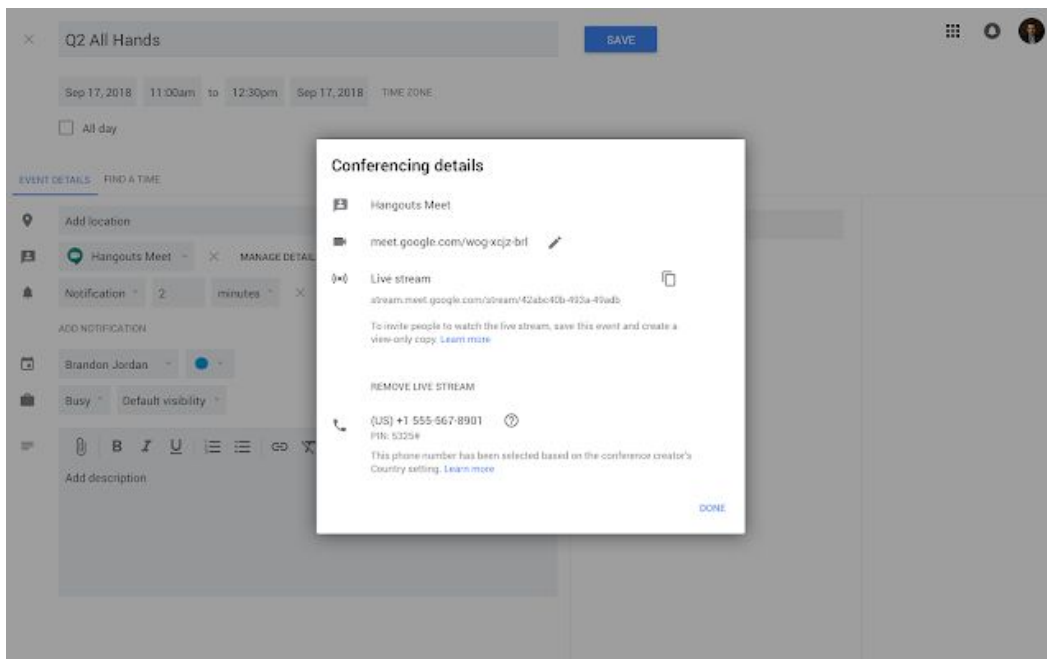 Q2 All Hands
SAVE
Sep 17, 2018 11:00am to 12:30pm Sep 17, 2018 TIME ZONE
All day
EVENT DETAILS FIND A TIME
Add location
Hangouts Meet MANAGE DETAIL
Notification 2 minutes
ADD NOTIFICATION
Brandon Jordan
Busy Default visibility
B I U
Add description
Conferencing details
Hangouts Meet
meet.google.com/wog-xcjz-brl
Live stream
stream.meet.google.com/stream/42abc40b-493a-49adb
To invite people to watch the live stream, save this event and create a
view-only copy. Learn more
REMOVE LIVE STREAM
(US) +1 555-567-8901
PIN: 5325#
This phone number has been selected based on the conference creator's
Country setting. Learn more
DONE